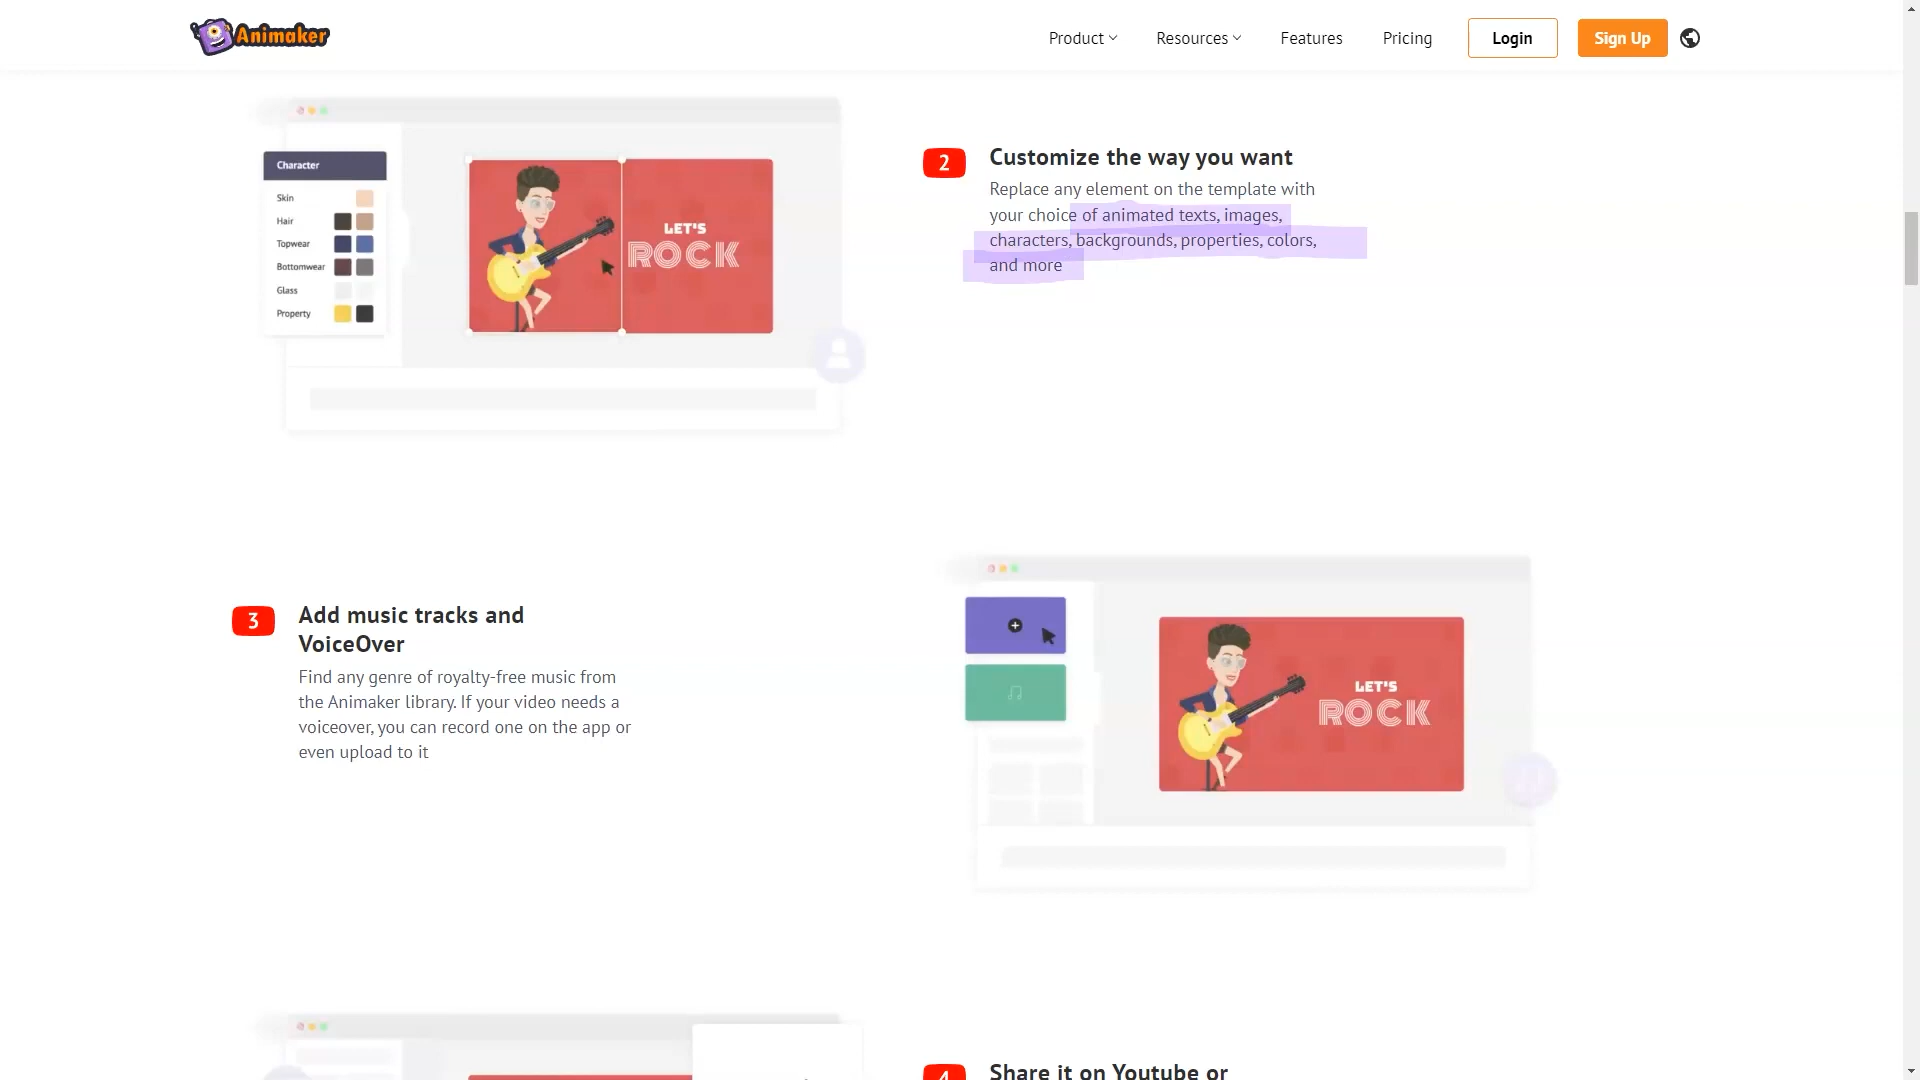 Animaker
Product
Resources
Features
Pricing
Login
Sign Up
Character
Skin
Hair
Topwear
Bottomwear
Glass
Property
LET'S
ROCK
2
Customize the way you want
Replace any element on the template with
your choice of animated texts, images,
characters, backgrounds, properties, colors,
and more
3
Add music tracks and
VoiceOver
Find any genre of royalty-free music from
the Animaker library. If your video needs a
voiceover, you can record one on the app or
even upload to it
LET'S
ROCK
4
Share it on Youtube or